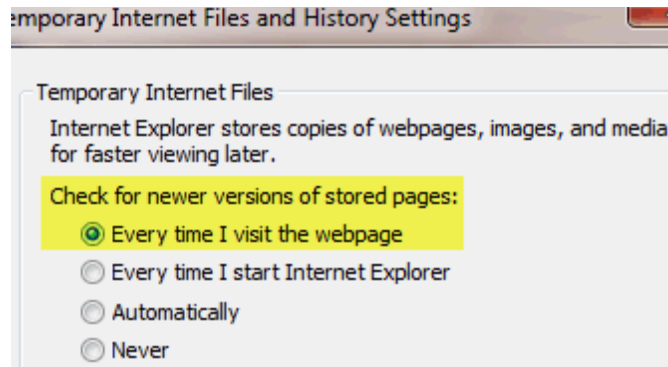 emporary Internet Files and History Settings
Temporary Internet Files
Internet Explorer stores copies of webpages, images, and media
for faster viewing later.
Check for newer versions of stored pages:
Every time I visit the webpage
Every time I start Internet Explorer
Automatically
Never